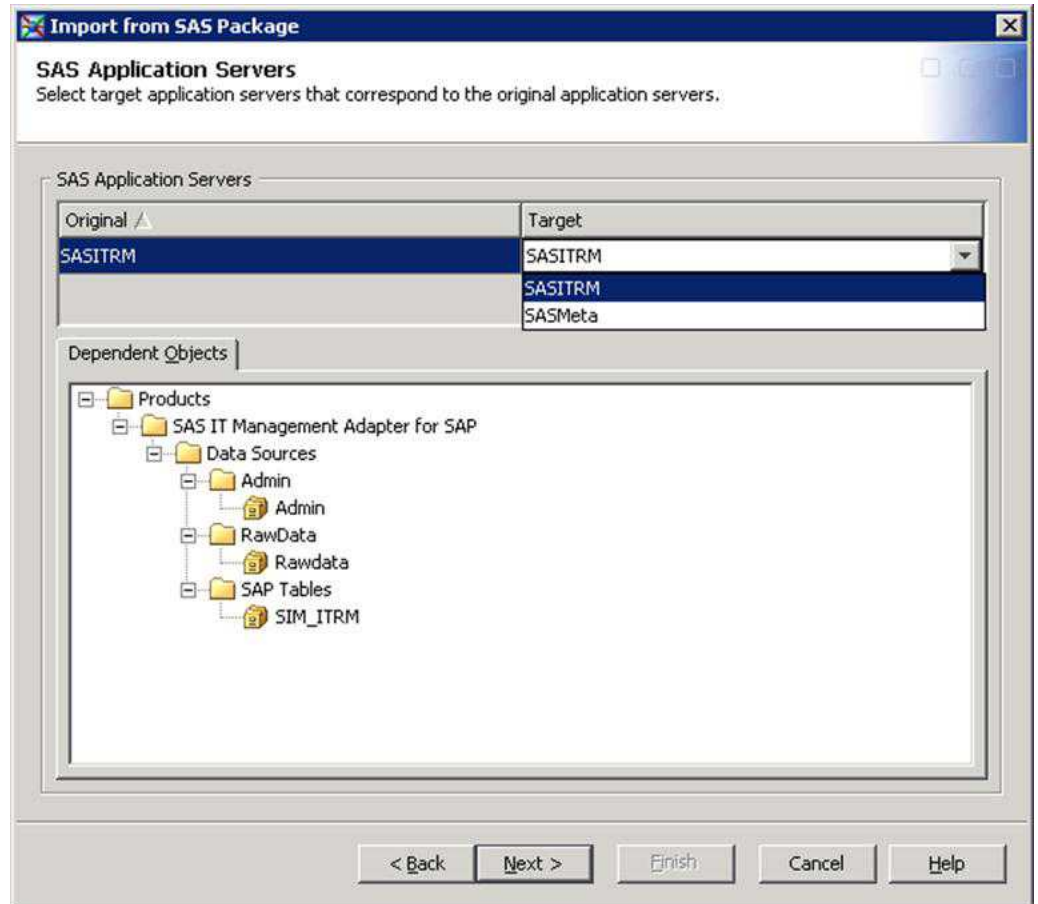 Import from SAS Package
SAS Application Servers
Select target application servers that correspond to the original application servers.
SAS Application Servers
Original Target
SASITRM SASITRM
SASITRM
SASMeta
Dependent Objects
Products
SAS IT Management Adapter for SAP
Data Sources
Admin
Admin
RawData
Rawdata
SAP Tables
SIM_ITRM
< Back Next > Finish Cancel Help